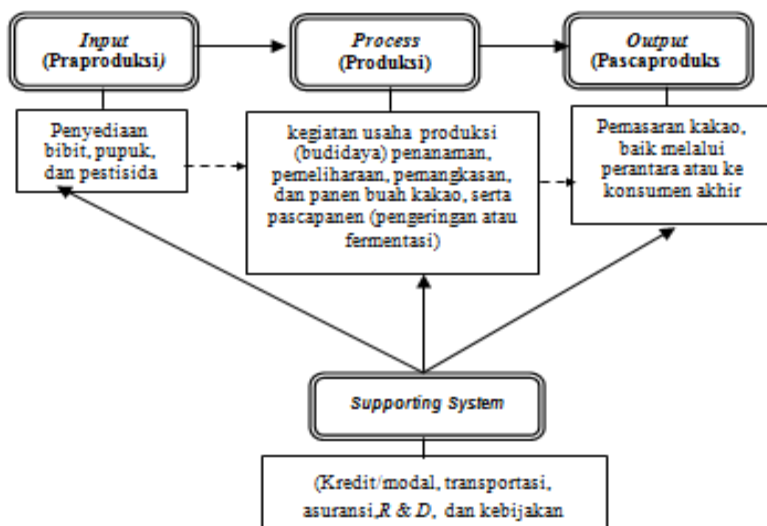 Input
(Praproduksi)
Process
(Produksi)
Output
(Pascaproduks
Penyediaan
bibit, pupuk,
dan pestisida
kegiatan usaha produksi
(budidaya) penanaman,
pemeliharaan, pemangkasan,
dan panen buah kakao, serta
pascapanen (pengeringan atau
fermentasi)
Pemasaran kakao,
baik melalui
perantara atau ke
konsumen akhir
Supporting System
(Kredit/modal, transportasi,
asuransi,R & D, dan kebijakan